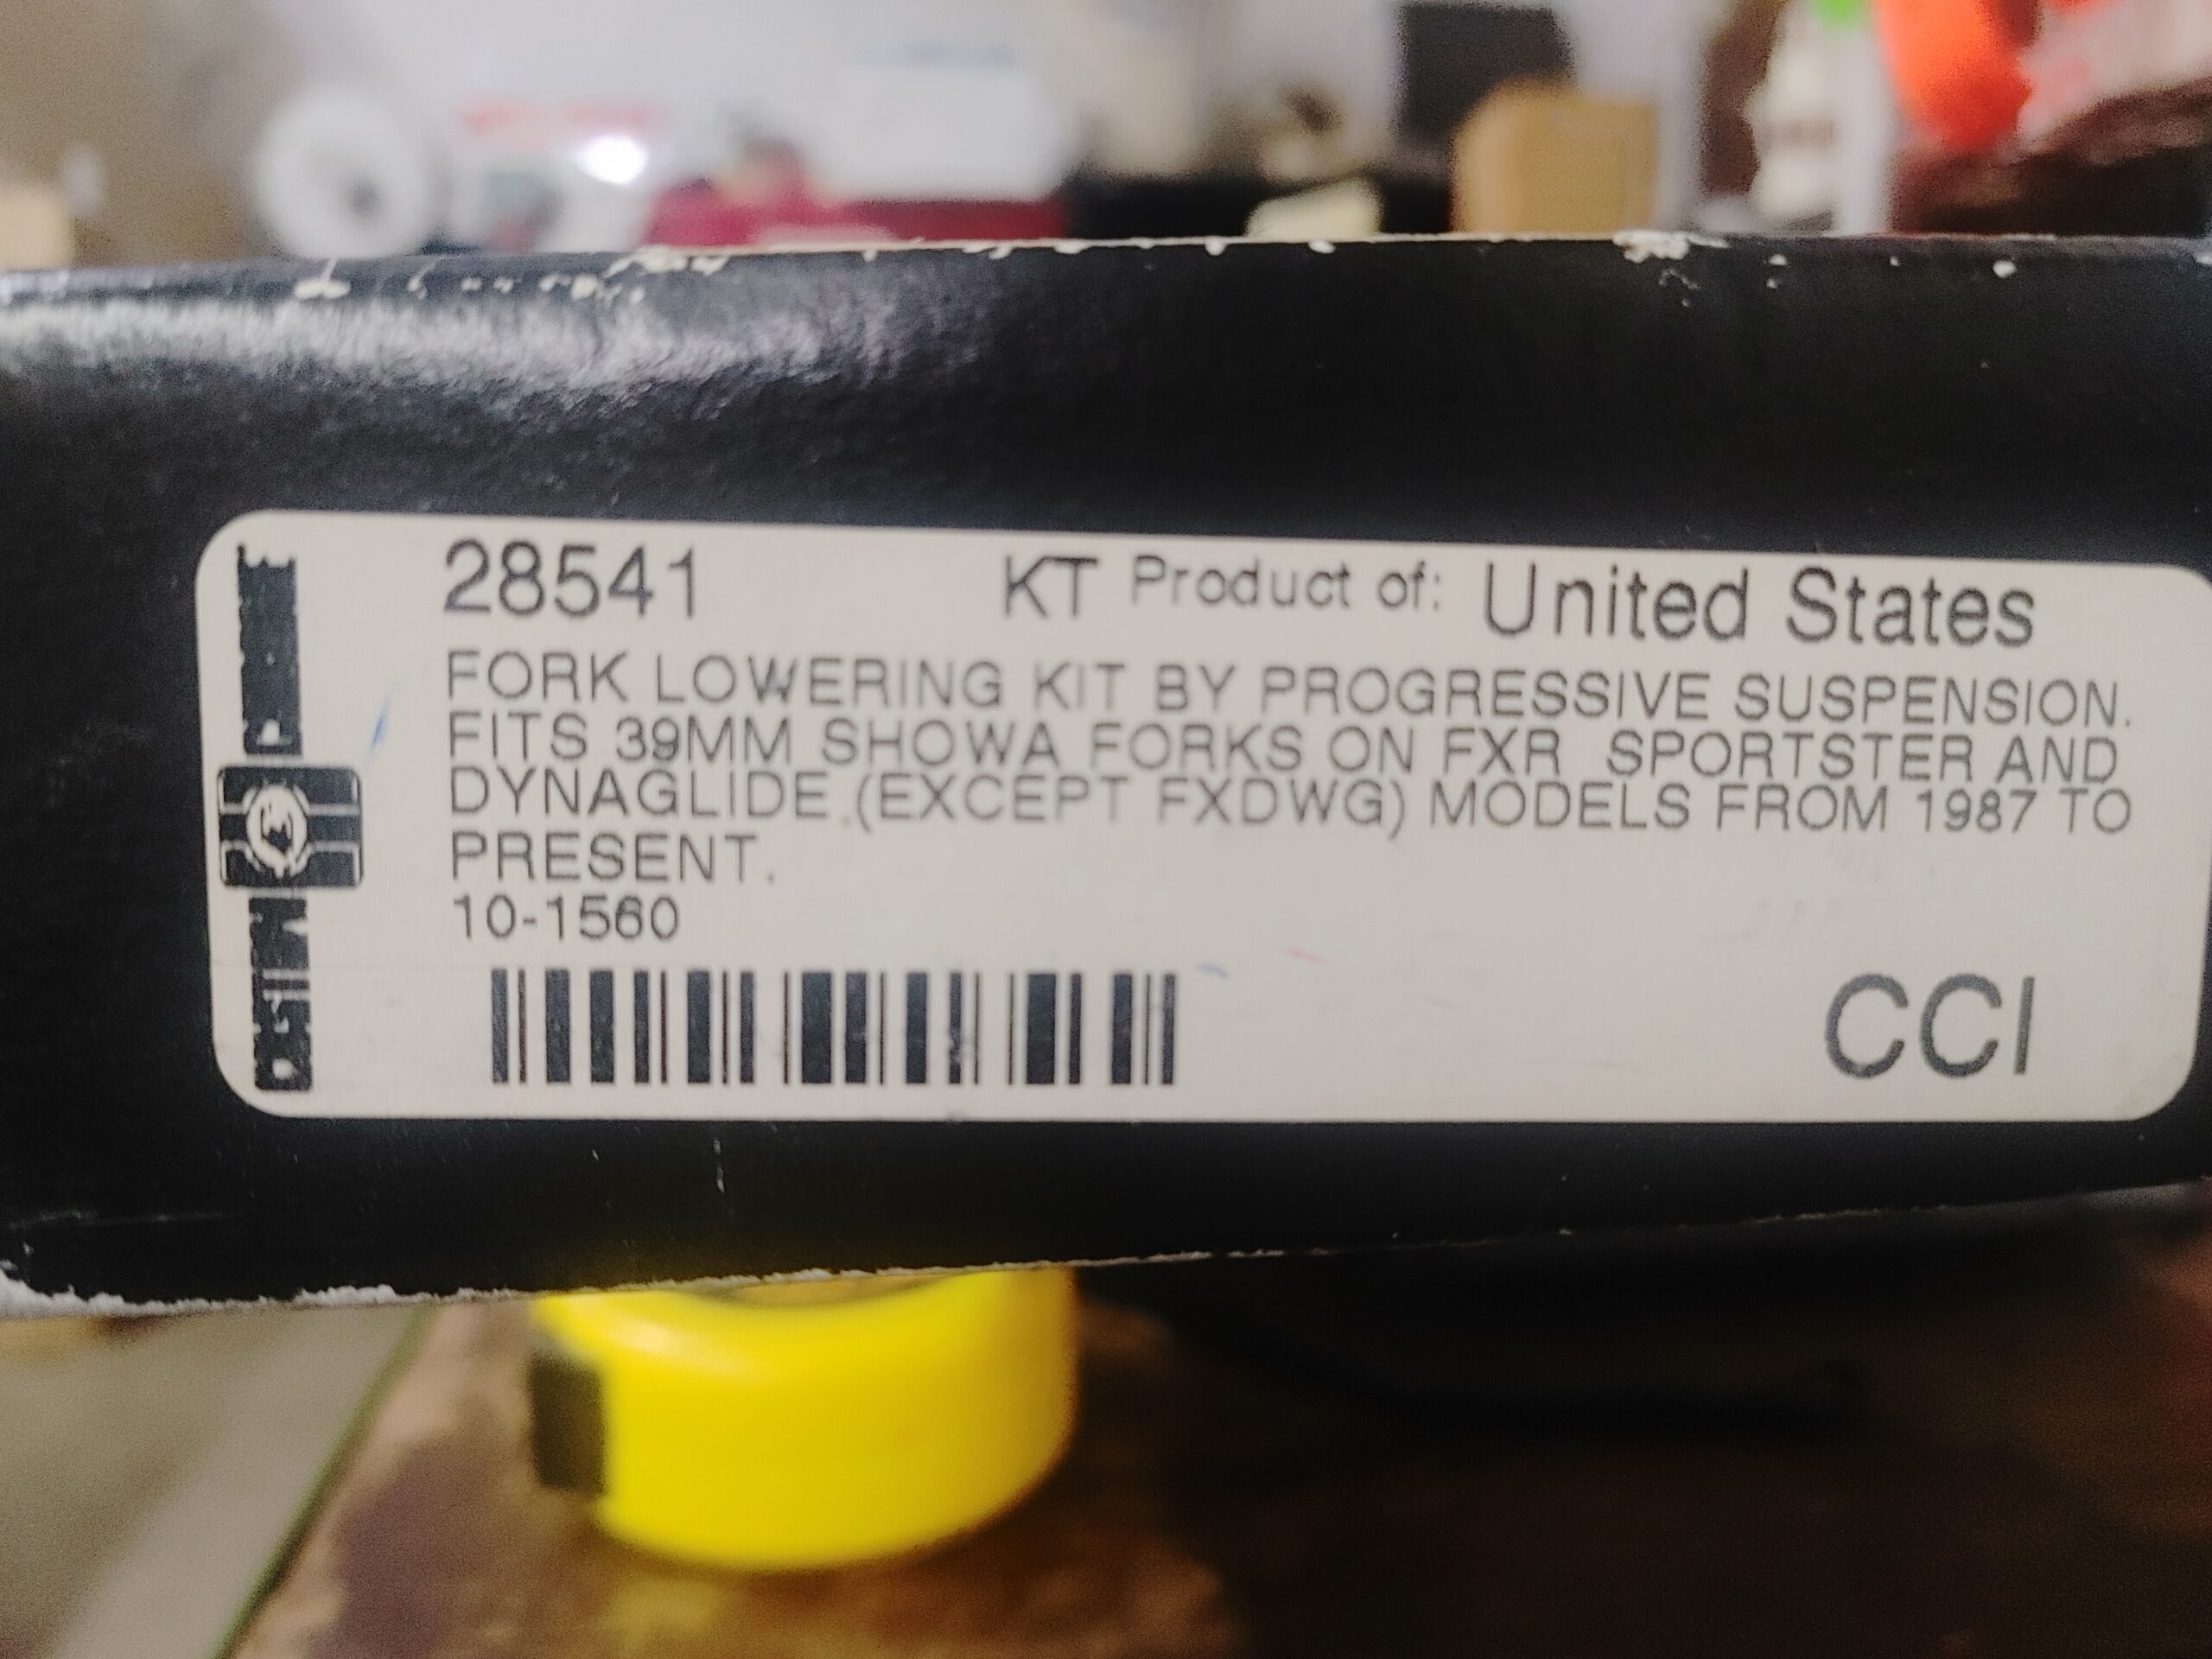 28541 KT Product of: United States
FORK LOWERING KIT BY PROGRESSIVE SUSPENSION.
FITS 39MM SHOWA FORKS ON FXR SPORTSTER AND
DYNAGLIDE.(EXCEPT FXDWG) MODELS FROM 1987 TO
PRESENT.
10-1560
CCI